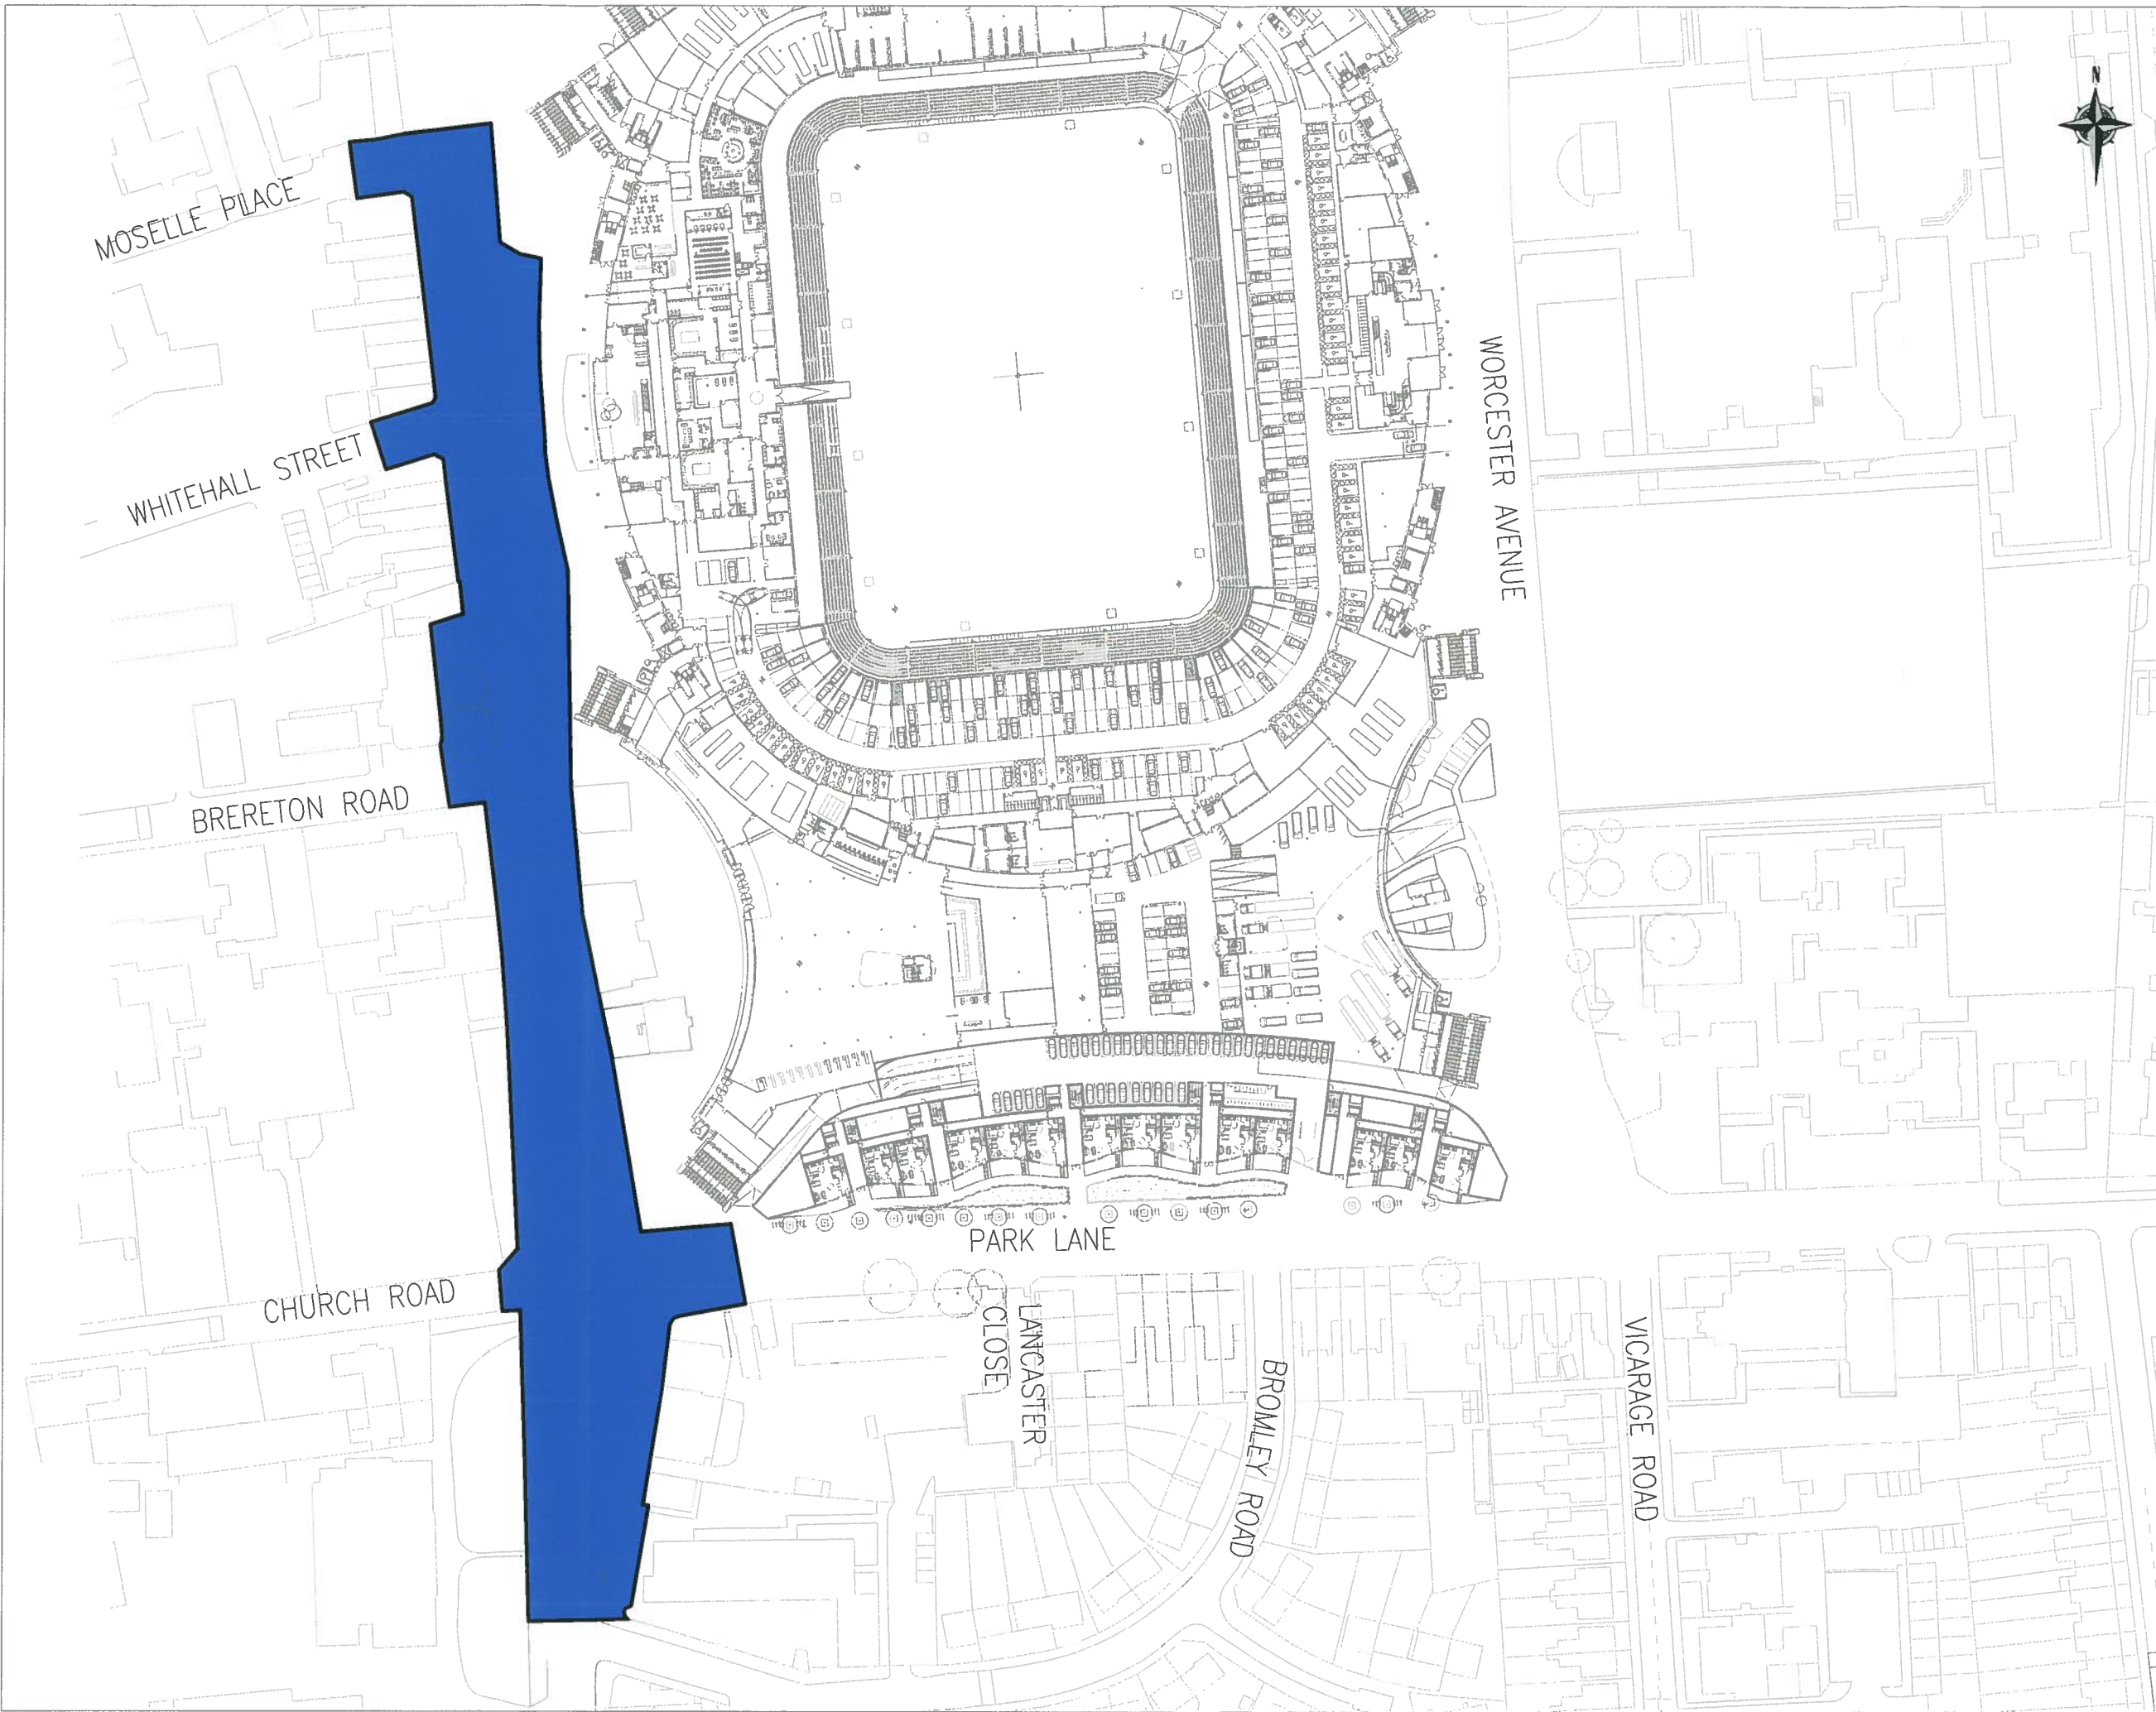 N
MOSELLE PLACE
WHITEHALL STREET
WORCESTER AVENUE
BRERETON ROAD
PARK LANE
CHURCH ROAD
LANCASTER
CLOSE
BROMLEY ROAD
VICARAGE ROAD